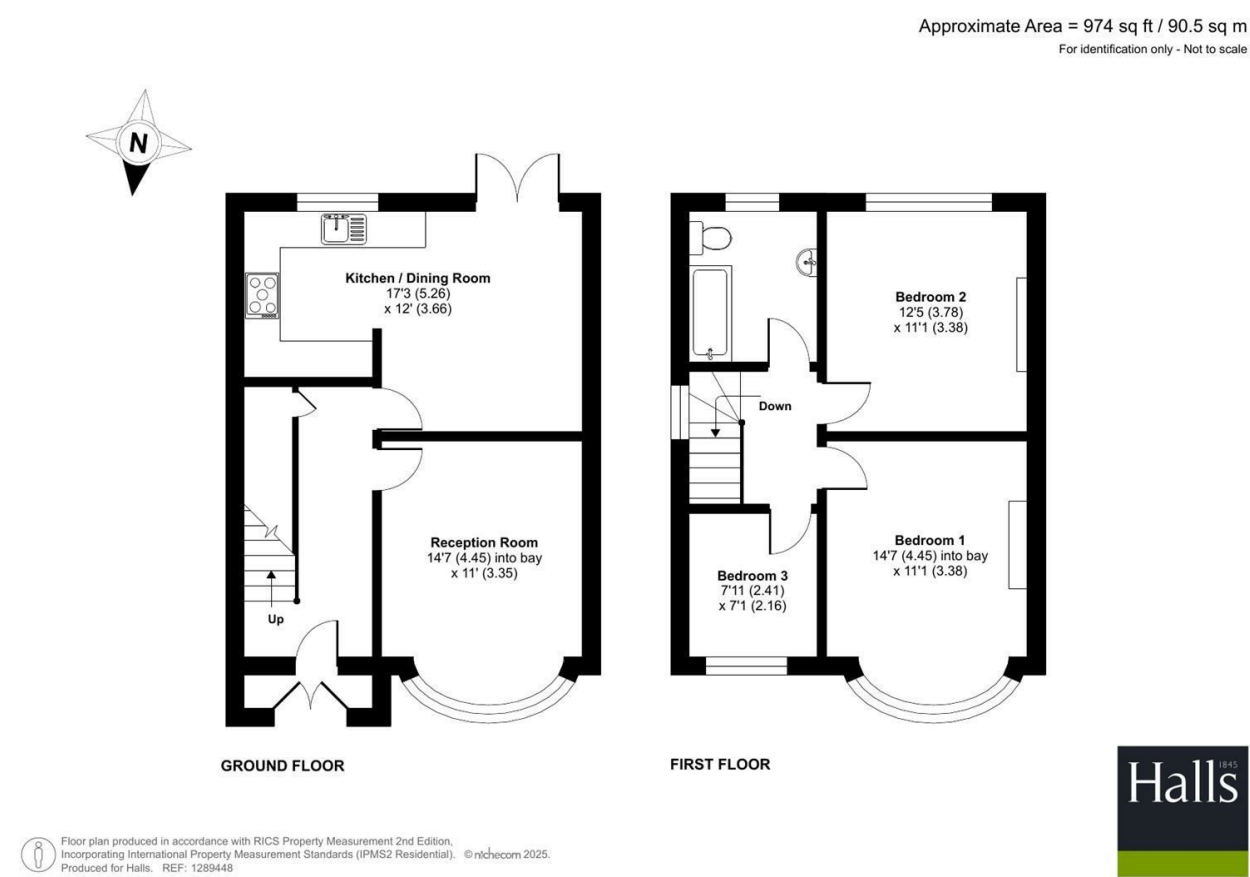 Approximate Area = 974 sq ft / 90.5 sq m
For identification only - Not to scale
N
Kitchen / Dining Room
17'3 (5.26)
x 12' (3.66)
Reception Room
14'7 (4.45) into bay
x 11' (3.35)
Up
GROUND FLOOR
Bedroom 2
12'5 (3.78)
x 11'1 (3.38)
Down
Bedroom 1
14'7 (4.45) into bay
x 11'1 (3.38)
Bedroom 3
7'11 (2.41)
x 7'1 (2.16)
FIRST FLOOR
1845
Halls
Floor plan produced in accordance with RICS Property Measurement 2nd Edition,
Incorporating International Property Measurement Standards (IPMS2 Residential). © nıchecom 2025.
Produced for Halls. REF: 1289448